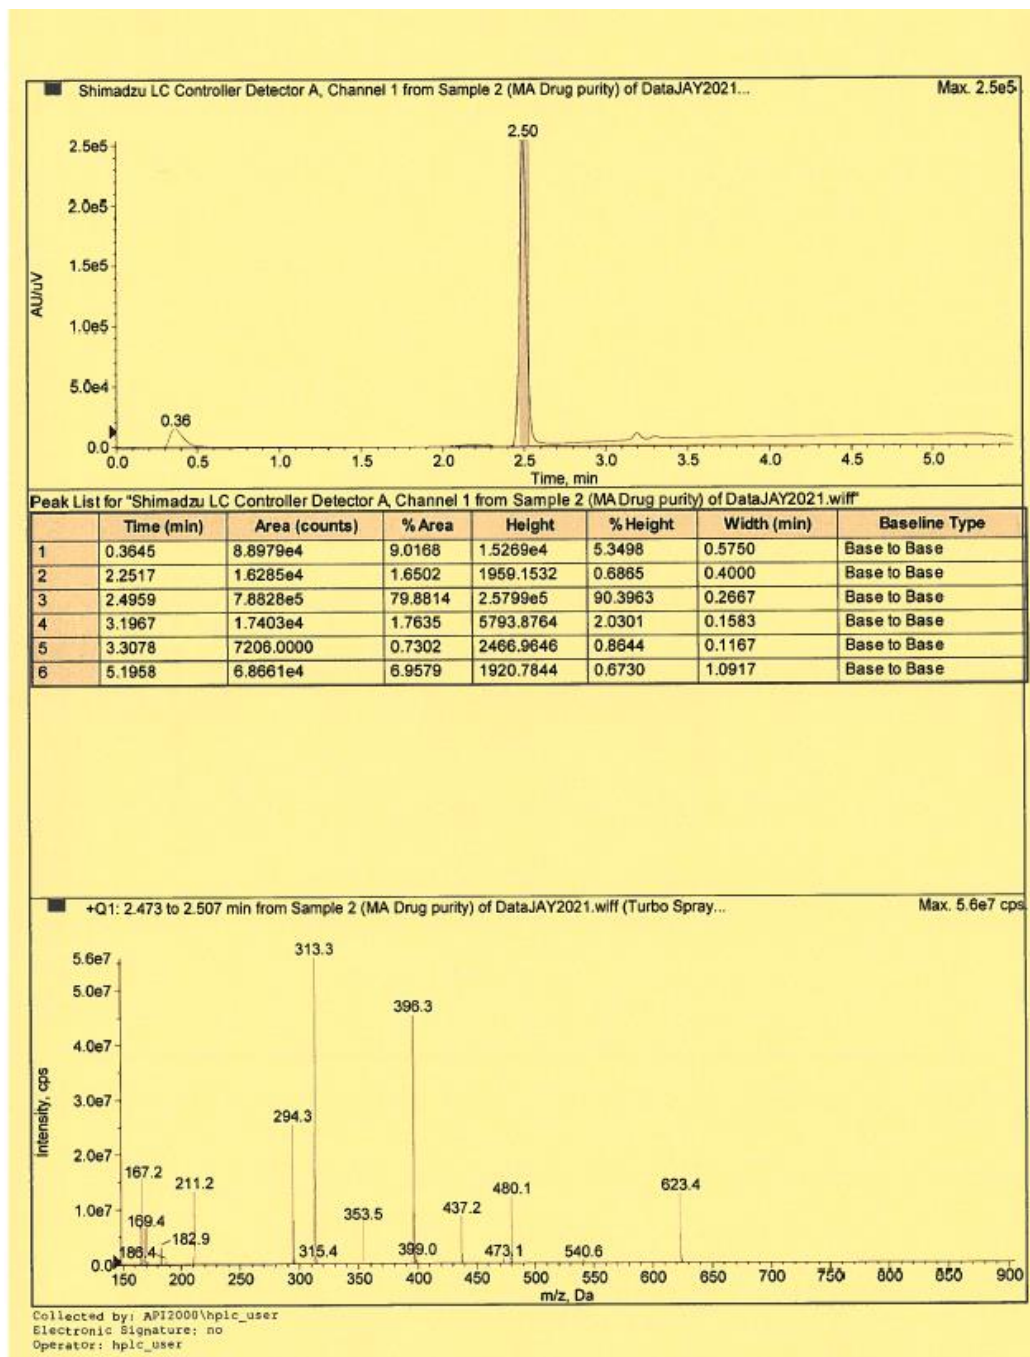 Shimadzu LC Controller Detector A, Channel 1 from Sample 2 (MA Drug purity) of DataJAY2021...    Max. 2.5e5
2.50
2.5e5
2.0e5
1.5e5
AU/uV
1.0e5
5.0e4
0.36
0.0
0.0 0.5 1.0 1.5 2.0 2.5 3.0 3.5 4.0 4.5 5.0
Time, min
Peak List for "Shimadzu LC Controller Detector A, Channel 1 from Sample 2 (MA Drug purity) of DataJAY2021.wiff"
Time (min) Area (counts) % Area Height % Height Width (min) Baseline Type
1 0.3645 8.8979e4 9.0168 1.5269e4 5.3498 0.5750 Base to Base
2 2.2517 1.6285e4 1.6502 1959.1532 0.6865 0.4000 Base to Base
3 2.4959 7.8828e5 79.8814 2.5799e5 90.3963 0.2667 Base to Base
4 3.1967 1.7403e4 1.7635 5793.8764 2.0301 0.1583 Base to Base
5 3.3078 7206.0000 0.7302 2466.9646 0.8644 0.1167 Base to Base
6 5.1958 6.8661e4 6.9579 1920.7844 0.6730 1.0917 Base to Base
+Q1: 2.473 to 2.507 min from Sample 2 (MA Drug purity) of DataJAY2021.wiff (Turbo Spray...    Max. 5.6e7 cps
5.6e7
313.3
5.0e7
396.3
4.0e7
Intensity, cps
3.0e7
294.3
2.0e7
167.2
211.2
480.1
623.4
1.0e7
353.5
437.2
169.4
182.9
315.4
399.0
473.1
540.6
0.0
150 200 250 300 350 400 450 500 550 600 650 700 750 800 850 900
m/z, Da
Collected by: API2000\hplc_user
Electronic Signature: no
Operator: hplc_user